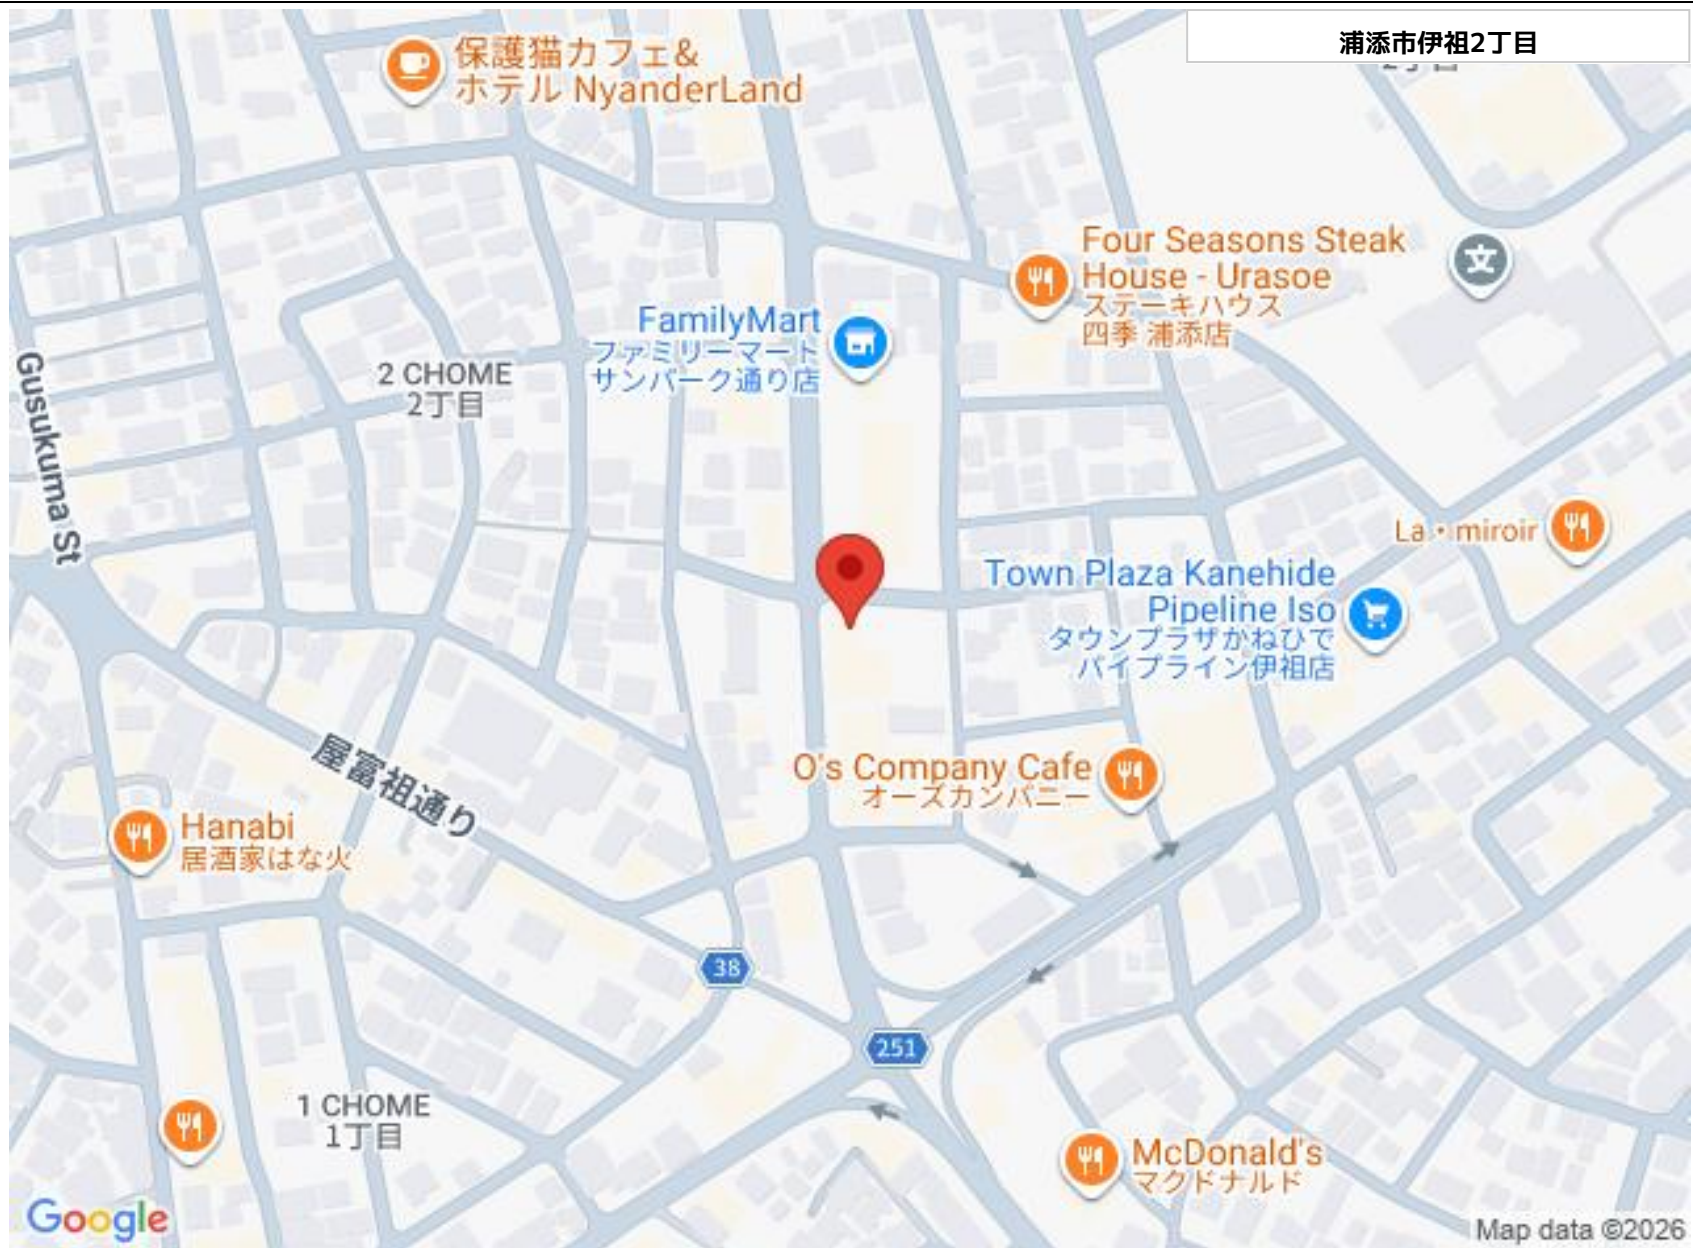 浦添市伊祖2丁目
保護猫カフェ&
ホテル NyanderLand
Four Seasons Steak
House - Urasoe
ステーキハウス
四季 浦添店
FamilyMart
ファミリーマート
サンパーク通り店
2 CHOME
2丁目
Gusukuma St
La・miroir
Town Plaza Kanehide
Pipeline Iso
タウンプラザかねひで
パイプライン伊祖店
屋富祖通り
O's Company Cafe
オーズカンパニー
Hanabi
居酒家はな火
38
251
1 CHOME
1丁目
McDonald's
マクドナルド
Google
Map data ©2026